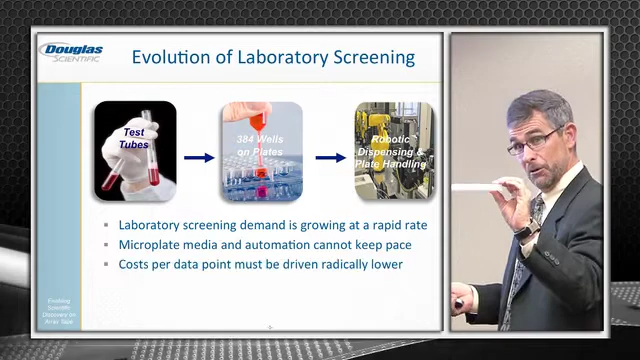 Douglas
SCIENTIFIC
Evolution of Laboratory Screening
Test
Tubes
384 Wells
on Plates
Robotic
Dispensing &
Plate Handling
Laboratory screening demand is growing at a rapid rate
Microplate media and automation cannot keep pace
Costs per data point must be driven radically lower
Evolving
Scientific
Discovery on
Array Tape